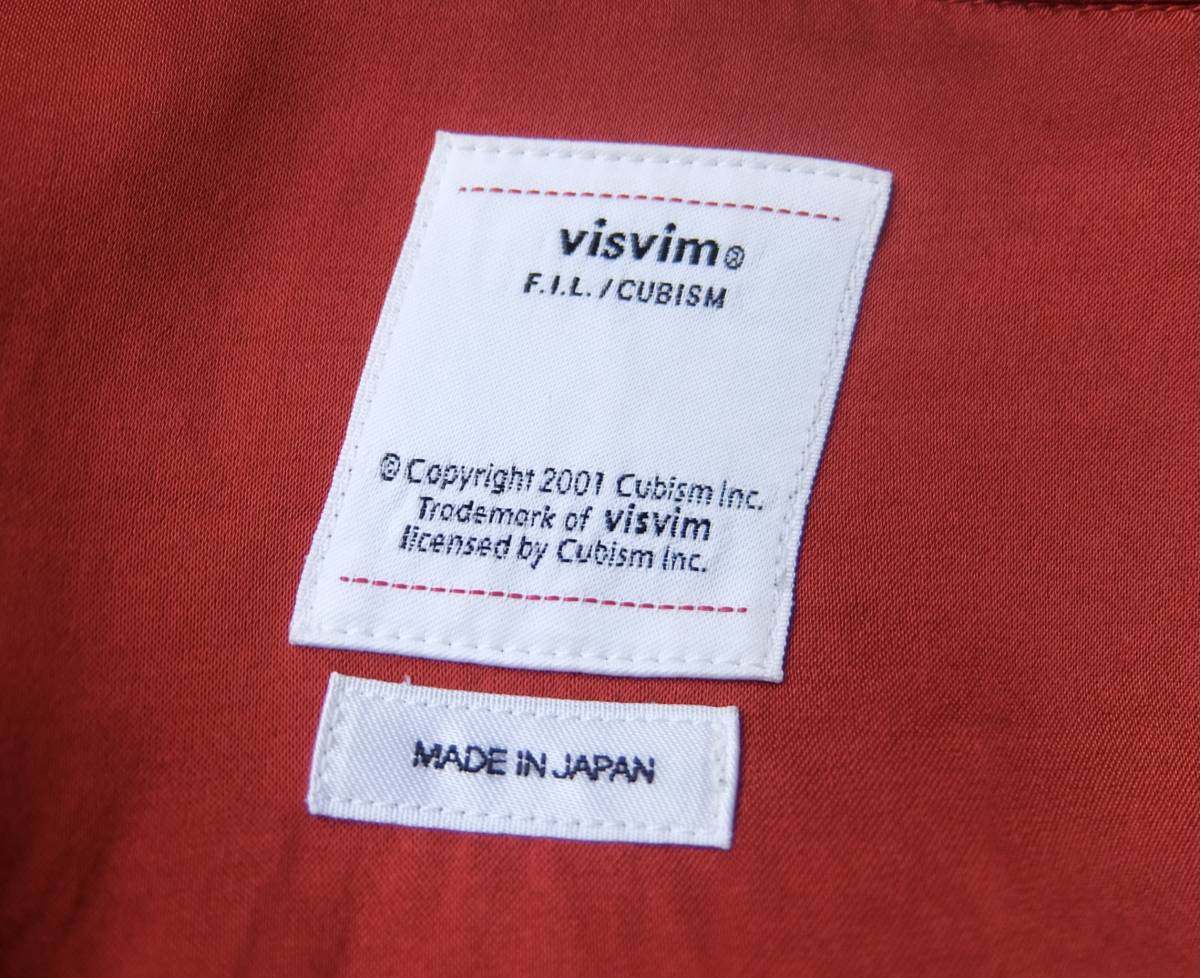 visvim®
F.I.L. / CUBISM
© Copyright 2001 Cubism Inc.
Trademark of visvim
licensed by Cubism Inc.
MADE IN JAPAN